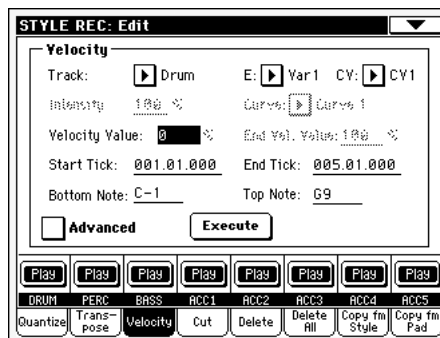 STYLE REC: Edit
Velocity
Track: Drum E: Var1 CV: CV1
Intensity 100 % Curve: Curve 1
Velocity Value: 0 % End Vel. Value: 100 %
Start Tick: 001.01.000 End Tick: 005.01.000
Bottom Note: C-1 Top Note: G9
Advanced Execute
Play Play Play Play Play Play Play Play
DRUM PERC BASS ACC1 ACC2 ACC3 ACC4 ACC5
Quantize Trans- Velocity Cut Delete Delete Copy fm Copy fm
pose All Style Pad